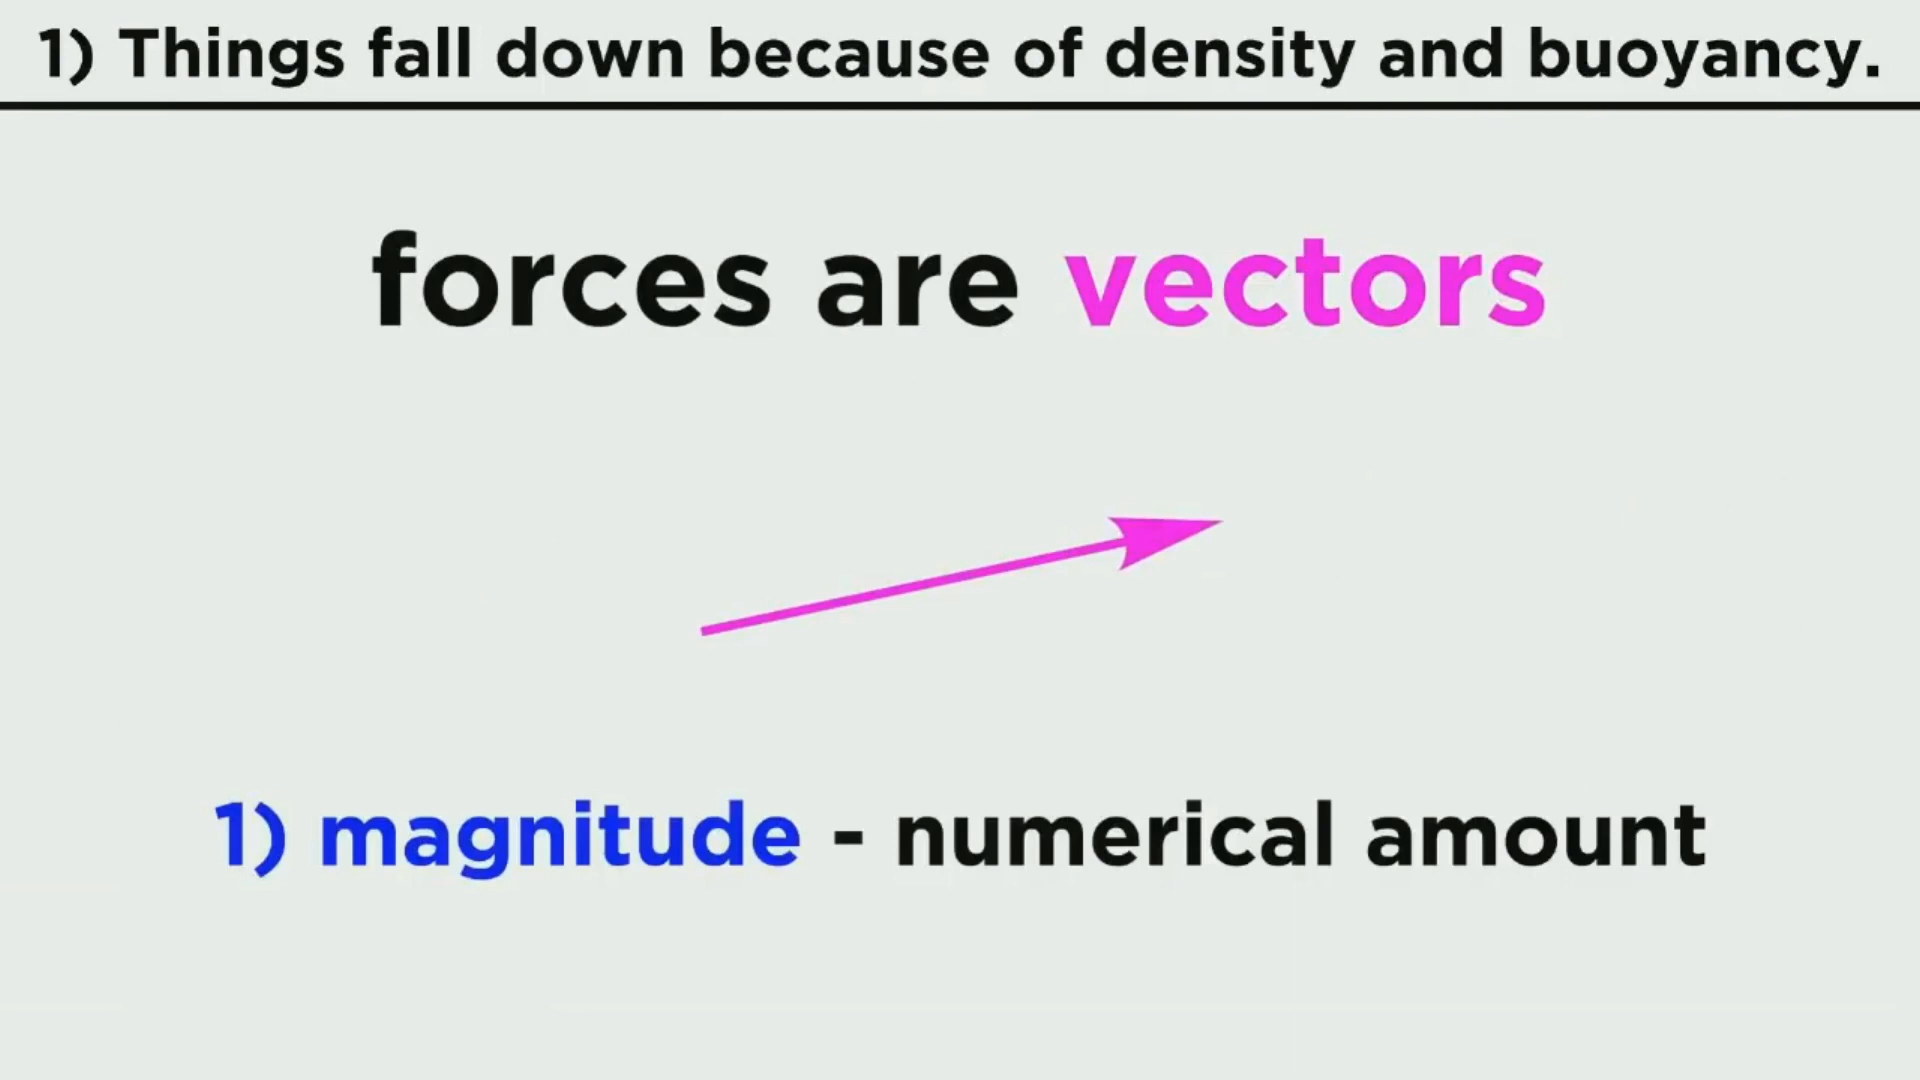 1) Things fall down because of density and buoyancy.
forces are vectors
1) magnitude - numerical amount